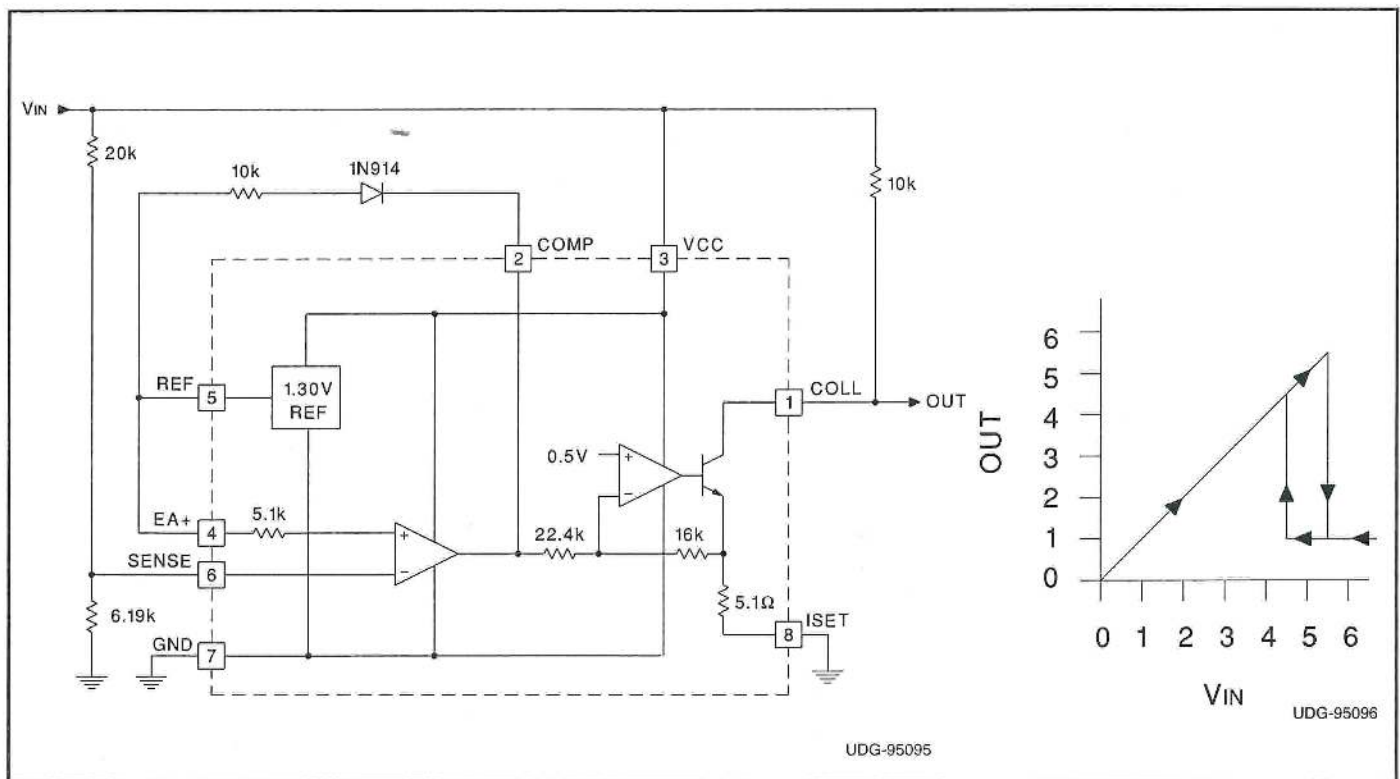 VIN
20k
10k
1N914
10k
2 COMP
3 VCC
REF 5
1.30V
REF
1 COLL
OUT
0.5V
EA+ 4
5.1k
22.4k
16k
SENSE 6
6.19k
5.1Ω
GND 7
8 ISET
UDG-95095
OUT
6
5
4
3
2
1
0
0 1 2 3 4 5 6
VIN
UDG-95096